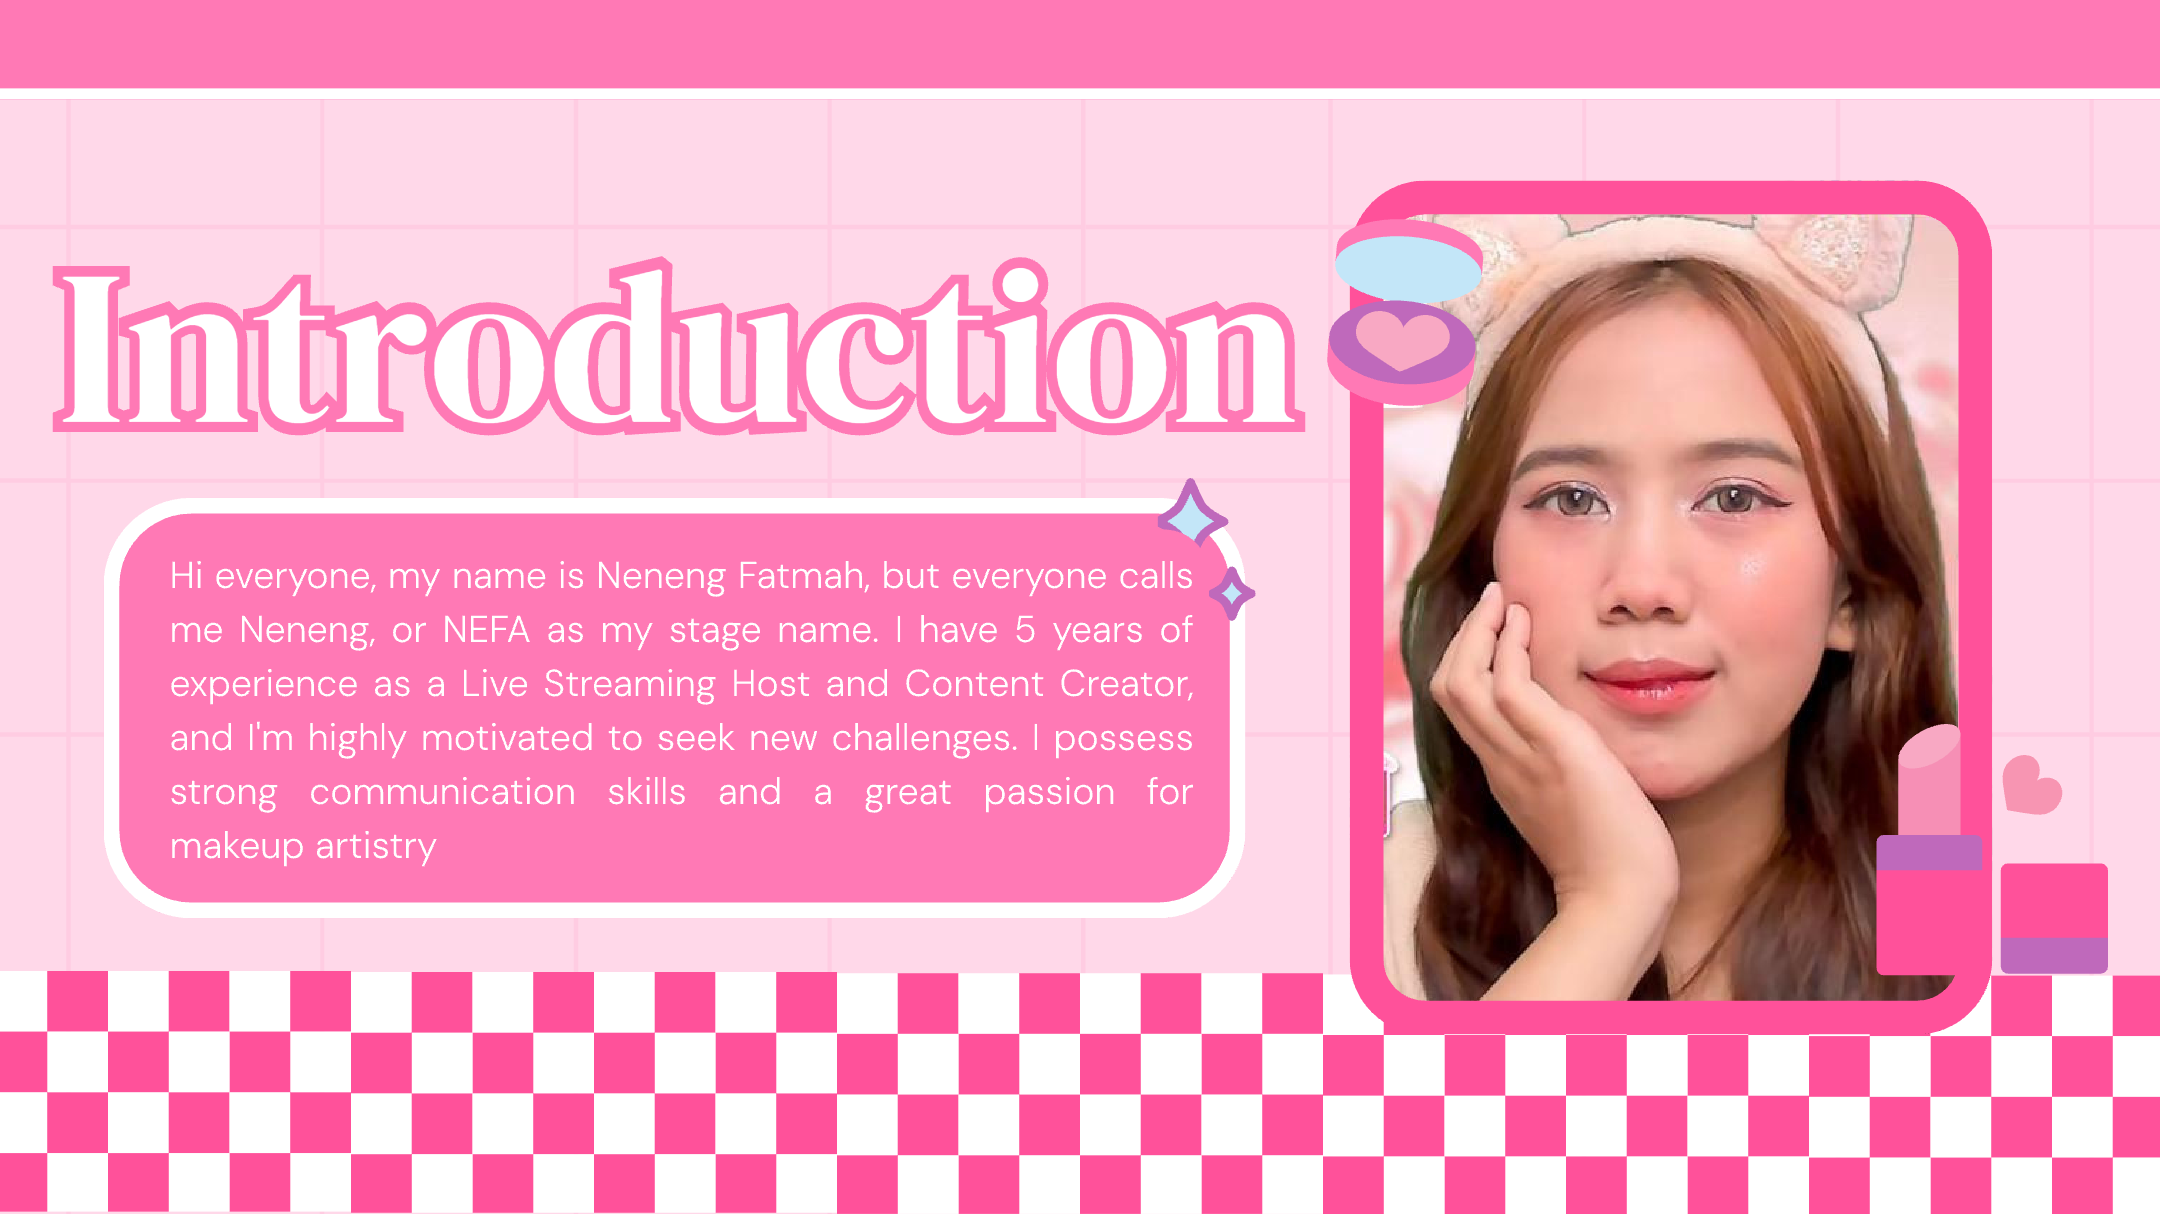 Introduction
Hi everyone, my name is Neneng Fatmah, but everyone calls
me Neneng, or NEFA as my stage name. I have 5 years of
experience as a Live Streaming Host and Content Creator,
and I'm highly motivated to seek new challenges. I possess
strong communication skills and a great passion for
makeup artistry